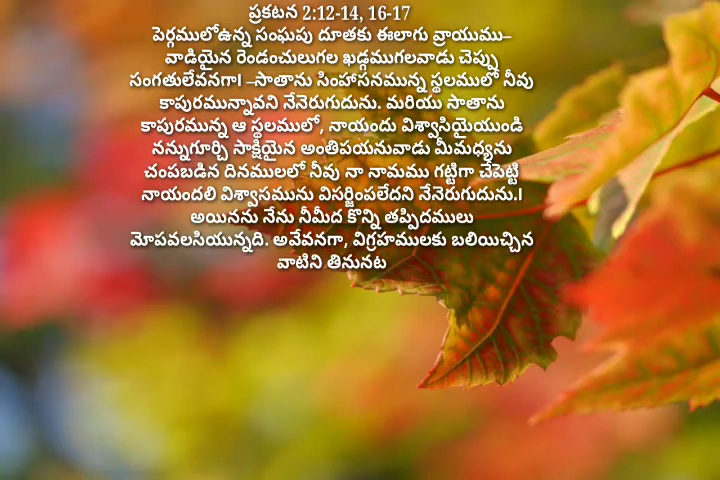 ప్రకటన 2:12-14, 16-17
పెర్గములోఉన్న సంఘపు దూతకు ఈలాగు వ్రాయుము–
వాడియైన రెండంచులుగల ఖడ్గముగలవాడు చెప్పు
సంగతులేవనగా। –సాతాను సింహాసనమున్న స్థలములో నీవు
కాపురమున్నావని నేనెరుగుదును. మరియు సాతాను
కాపురమున్న ఆ స్థలములో, నాయందు విశ్వాసియైయుండి
నన్నుగూర్చి సాక్షియైన అంతిపయనువాడు మీమధ్యను
చంపబడిన దినములలో నీవు నా నామము గట్టిగా చేపెట్టి
నాయందలి విశ్వాసమును విసర్జింపలేదని నేనెరుగుదును.।
అయినను నేను నీమీద కొన్ని తప్పిదములు
మోపవలసియున్నది. అవేవనగా, విగ్రహములకు బలియిచ్చిన
వాటిని తినునట